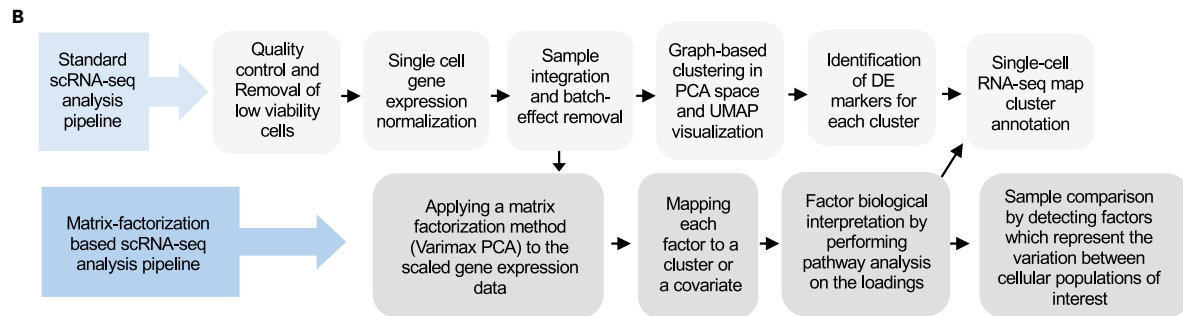 B
Standard
scRNA-seq
analysis
pipeline
Quality
control and
Removal of
low viability
cells
Single cell
gene
expression
normalization
Sample
integration
and batch-
effect removal
Graph-based
clustering in
PCA space
and UMAP
visualization
Identification
of DE
markers for
each cluster
Single-cell
RNA-seq map
cluster
annotation
Matrix-factorization
based scRNA-seq
analysis pipeline
Applying a matrix
factorization method
(Varimax PCA) to the
scaled gene expression
data
Mapping
each
factor to a
cluster or
a covariate
Factor biological
interpretation by
performing
pathway analysis
on the loadings
Sample comparison
by detecting factors
which represent the
variation between
cellular populations of
interest